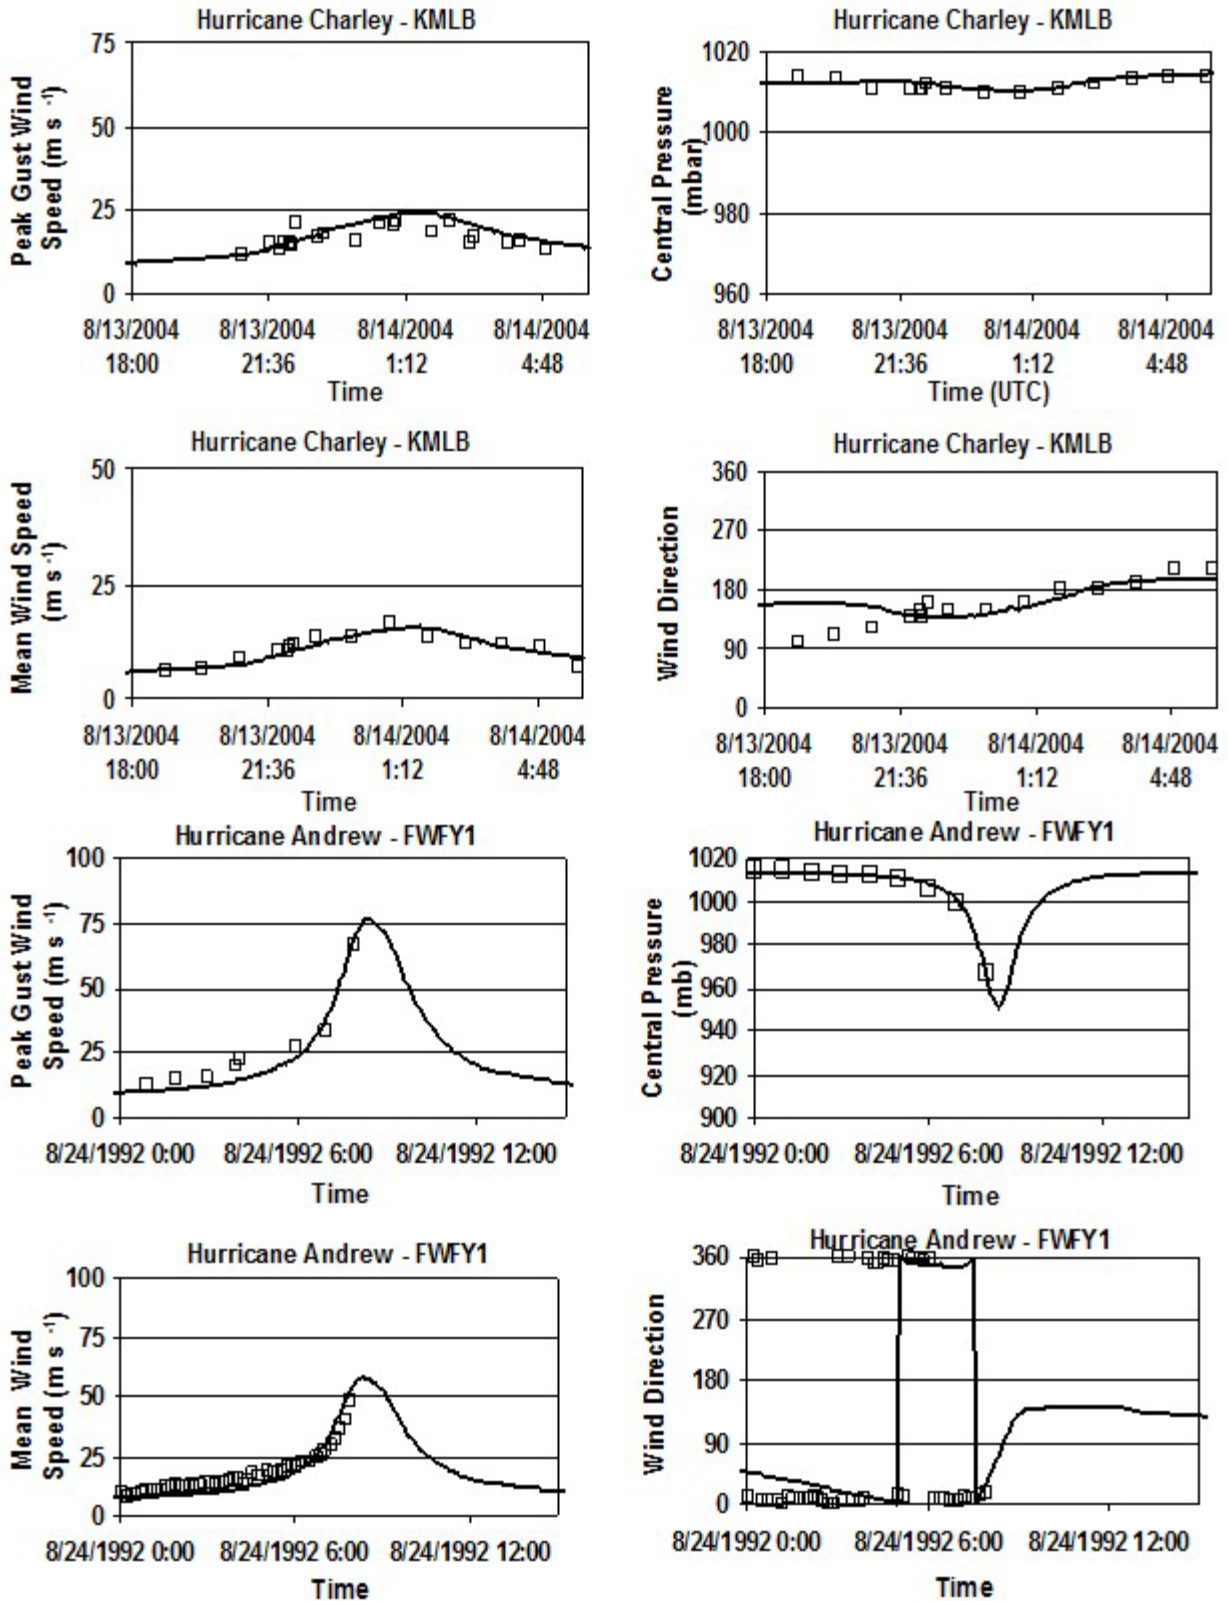 Hurricane Charley - KMLB
Peak Gust Wind
Speed (m s -1)
75
50
25
0
8/13/2004 8/13/2004 8/14/2004 8/14/2004
18:00 21:36 1:12 4:48
Time
Hurricane Charley - KMLB
Central Pressure
(mbar)
1020
1000
980
960
8/13/2004 8/13/2004 8/14/2004 8/14/2004
18:00 21:36 1:12 4:48
Time (UTC)
Hurricane Charley - KMLB
Mean Wind Speed
(m s -1)
50
25
0
8/13/2004 8/13/2004 8/14/2004 8/14/2004
18:00 21:36 1:12 4:48
Time
Hurricane Charley - KMLB
Wind Direction
360
270
180
90
0
8/13/2004 8/13/2004 8/14/2004 8/14/2004
18:00 21:36 1:12 4:48
Time
Hurricane Andrew - FWFY1
Peak Gust Wind
Speed (m s -1)
100
75
50
25
0
8/24/1992 0:00 8/24/1992 6:00 8/24/1992 12:00
Time
Hurricane Andrew - FWFY1
Central Pressure
(mb)
1020
1000
980
960
940
920
900
8/24/1992 0:00 8/24/1992 6:00 8/24/1992 12:00
Time
Hurricane Andrew - FWFY1
Mean Wind
Speed (m s -1)
100
75
50
25
0
8/24/1992 0:00 8/24/1992 6:00 8/24/1992 12:00
Time
Hurricane Andrew - FWFY1
Wind Direction
360
270
180
90
0
8/24/1992 0:00 8/24/1992 6:00 8/24/1992 12:00
Time